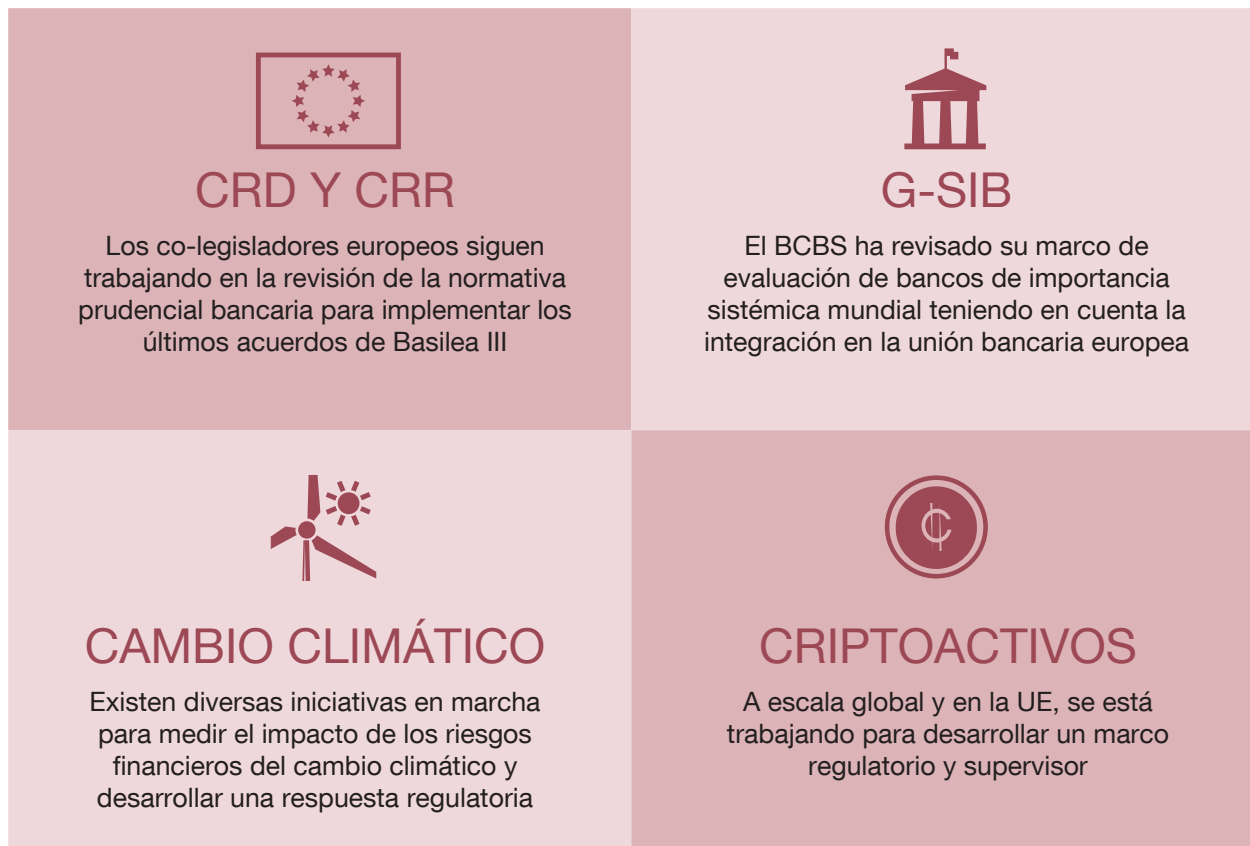 CRD Y CRR
Los co-legisladores europeos siguen
trabajando en la revisión de la normativa
prudencial bancaria para implementar los
últimos acuerdos de Basilea III
G-SIB
El BCBS ha revisado su marco de
evaluación de bancos de importancia
sistémica mundial teniendo en cuenta la
integración en la unión bancaria europea
CAMBIO CLIMÁTICO
Existen diversas iniciativas en marcha
para medir el impacto de los riesgos
financieros del cambio climático y
desarrollar una respuesta regulatoria
CRIPTOACTIVOS
A escala global y en la UE, se está
trabajando para desarrollar un marco
regulatorio y supervisor